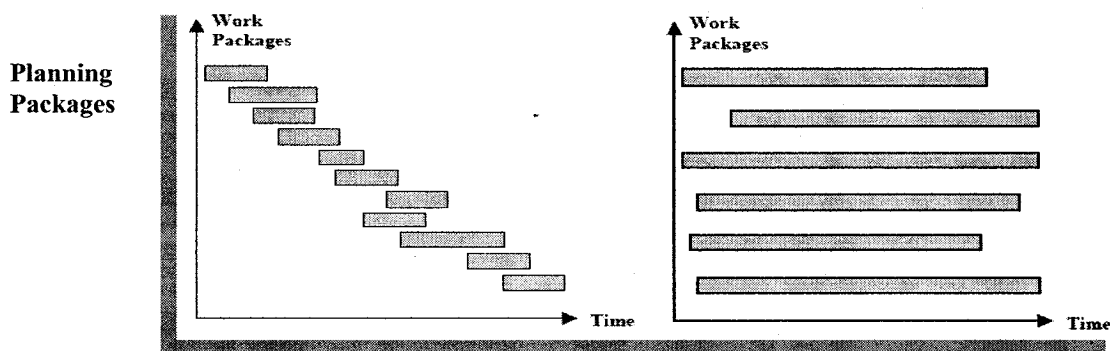 Planning
Packages
Work
Packages
Time
Work
Packages
Time